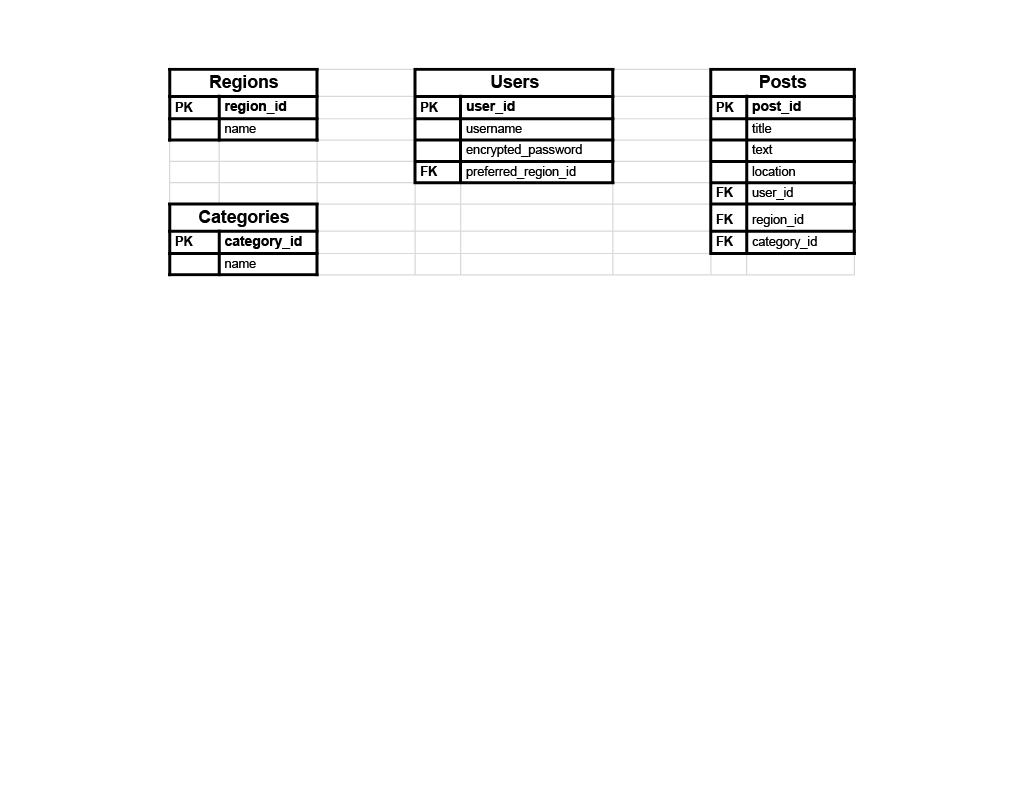 Regions
PK region_id
name
Categories
PK category_id
name
Users
PK user_id
username
encrypted_password
FK preferred_region_id
Posts
PK post_id
title
text
location
FK user_id
FK region_id
FK category_id